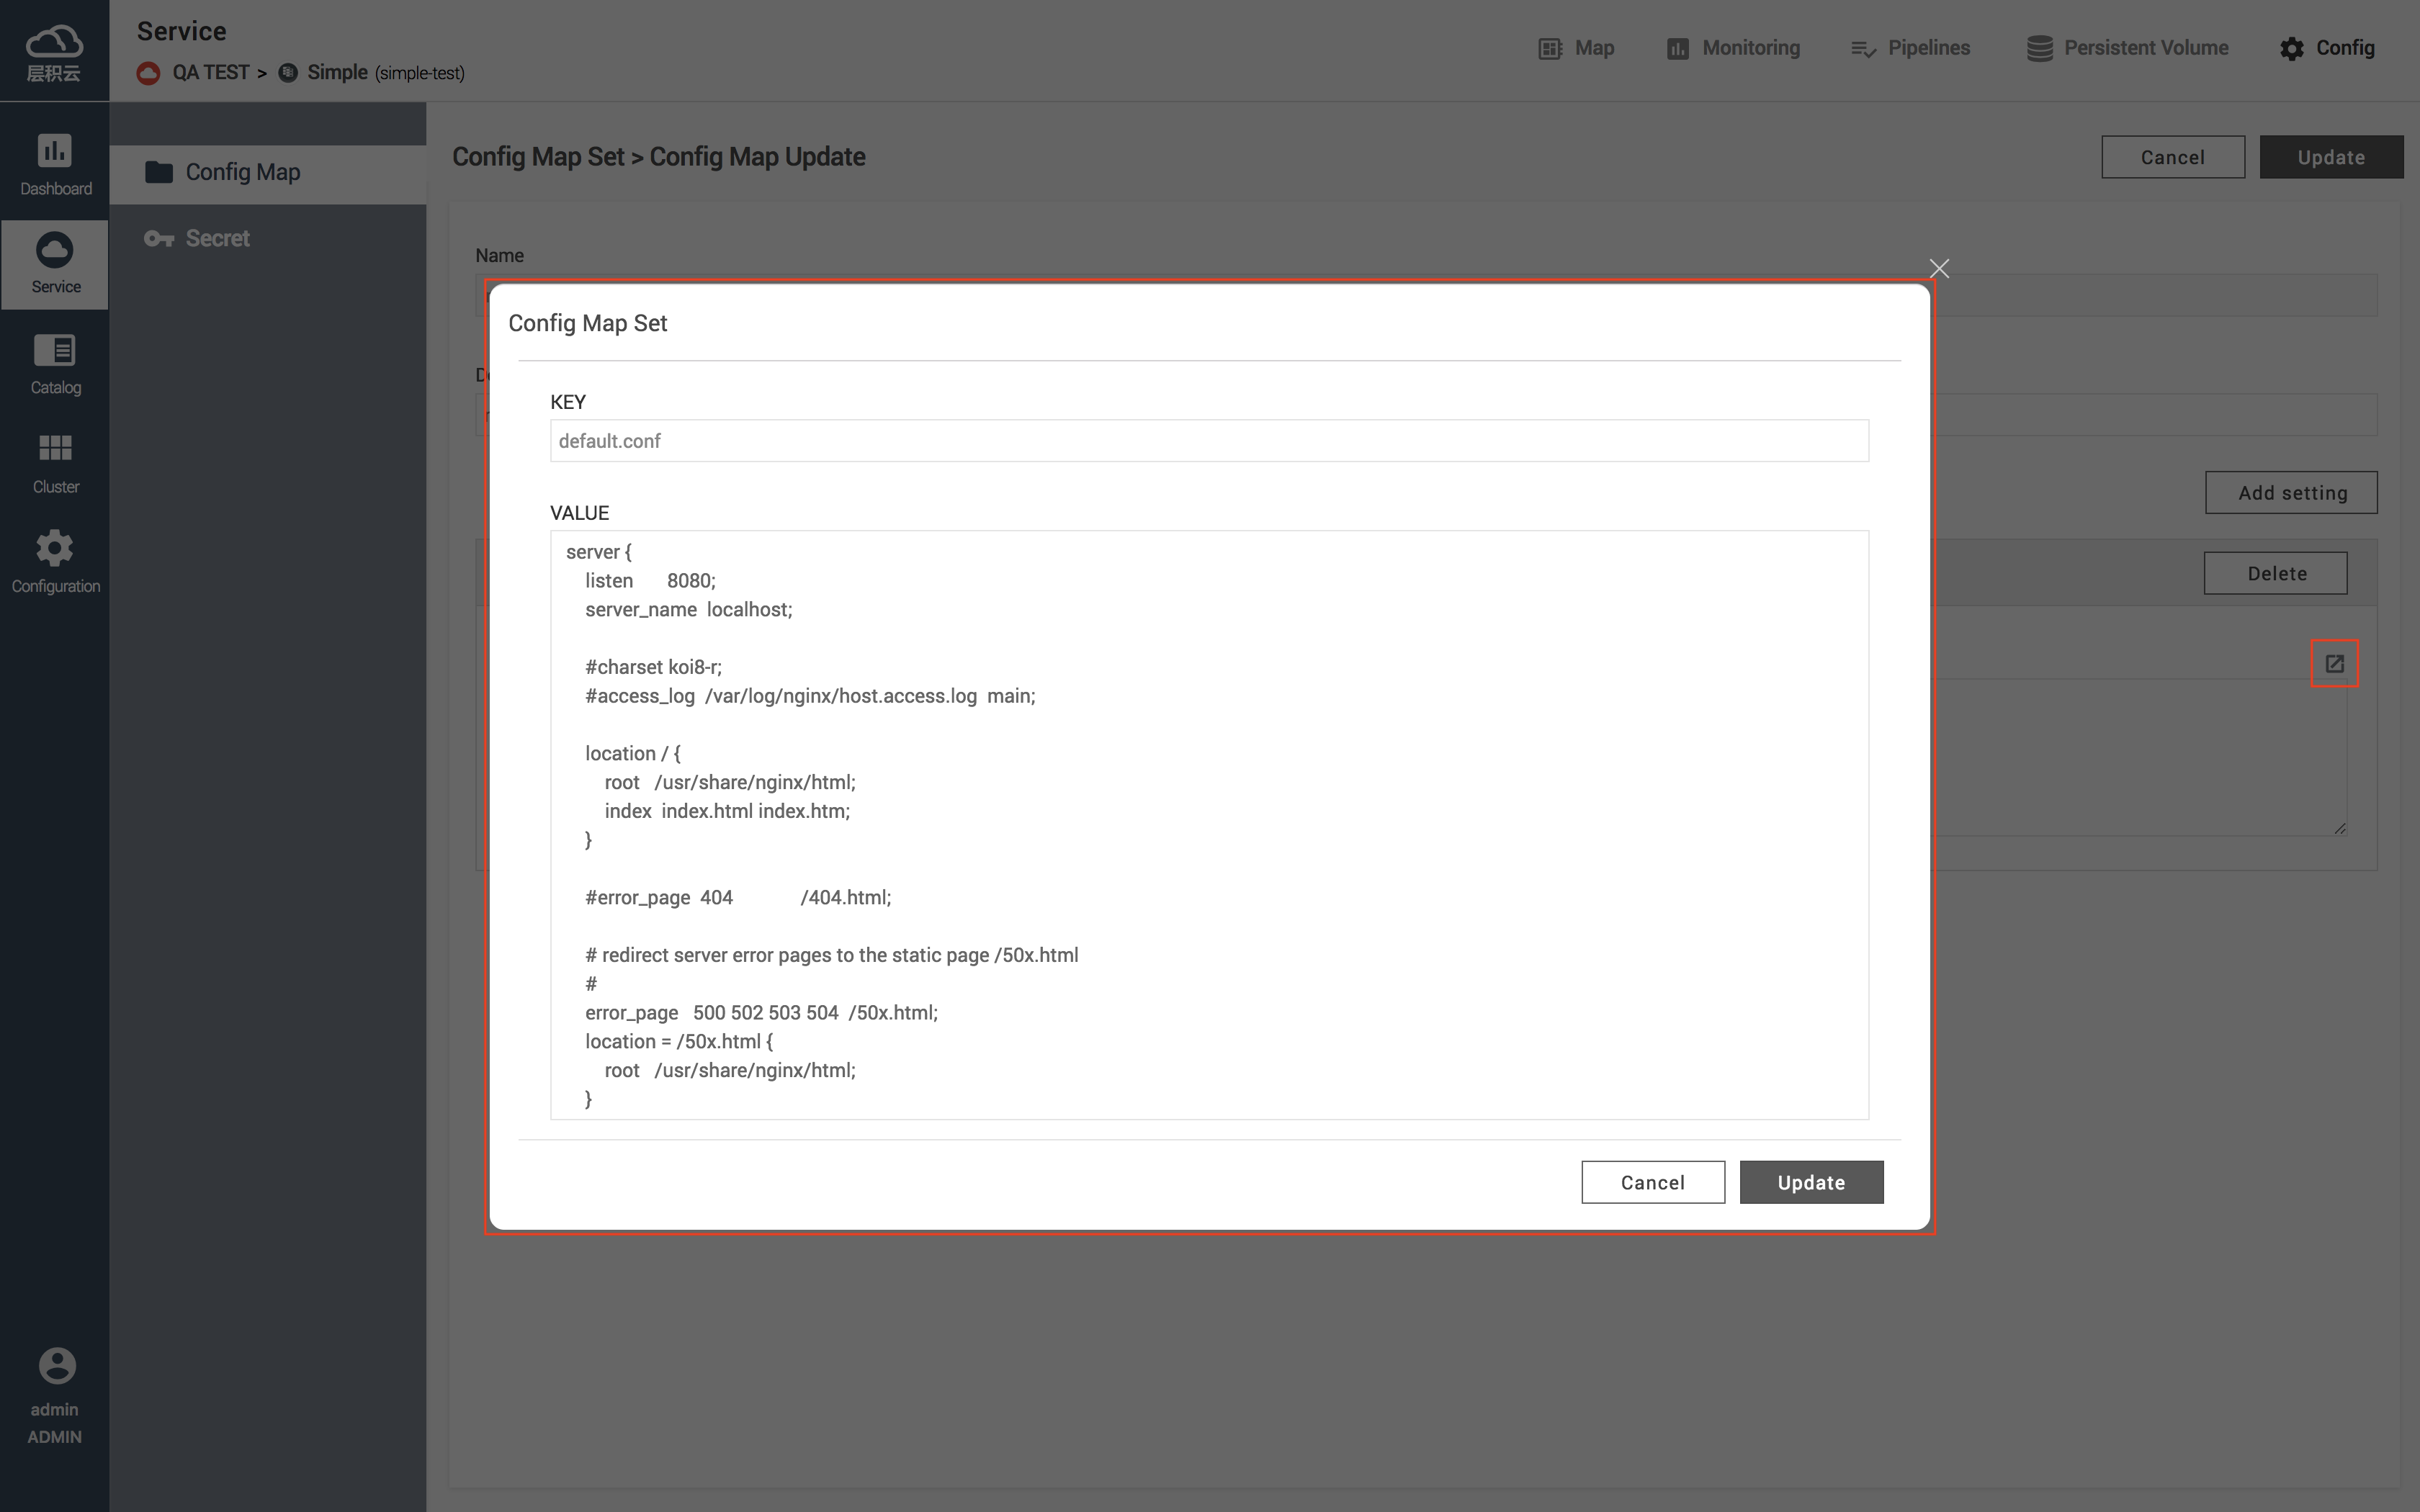 层积云
Service
QA TEST > Simple (simple-test)
Map
Monitoring
Pipelines
Persistent Volume
Config
Dashboard
Service
Catalog
Cluster
Configuration
admin
ADMIN
Config Map
Secret
Config Map Set > Config Map Update
Cancel
Update
Name
Add setting
Delete
Config Map Set
KEY
default.conf
VALUE
server {
listen 8080;
server_name localhost;
#charset koi8-r;
#access_log /var/log/nginx/host.access.log main;
location / {
root /usr/share/nginx/html;
index index.html index.htm;
}
#error_page 404 /404.html;
# redirect server error pages to the static page /50x.html
#
error_page 500 502 503 504 /50x.html;
location = /50x.html {
root /usr/share/nginx/html;
}
Cancel
Update